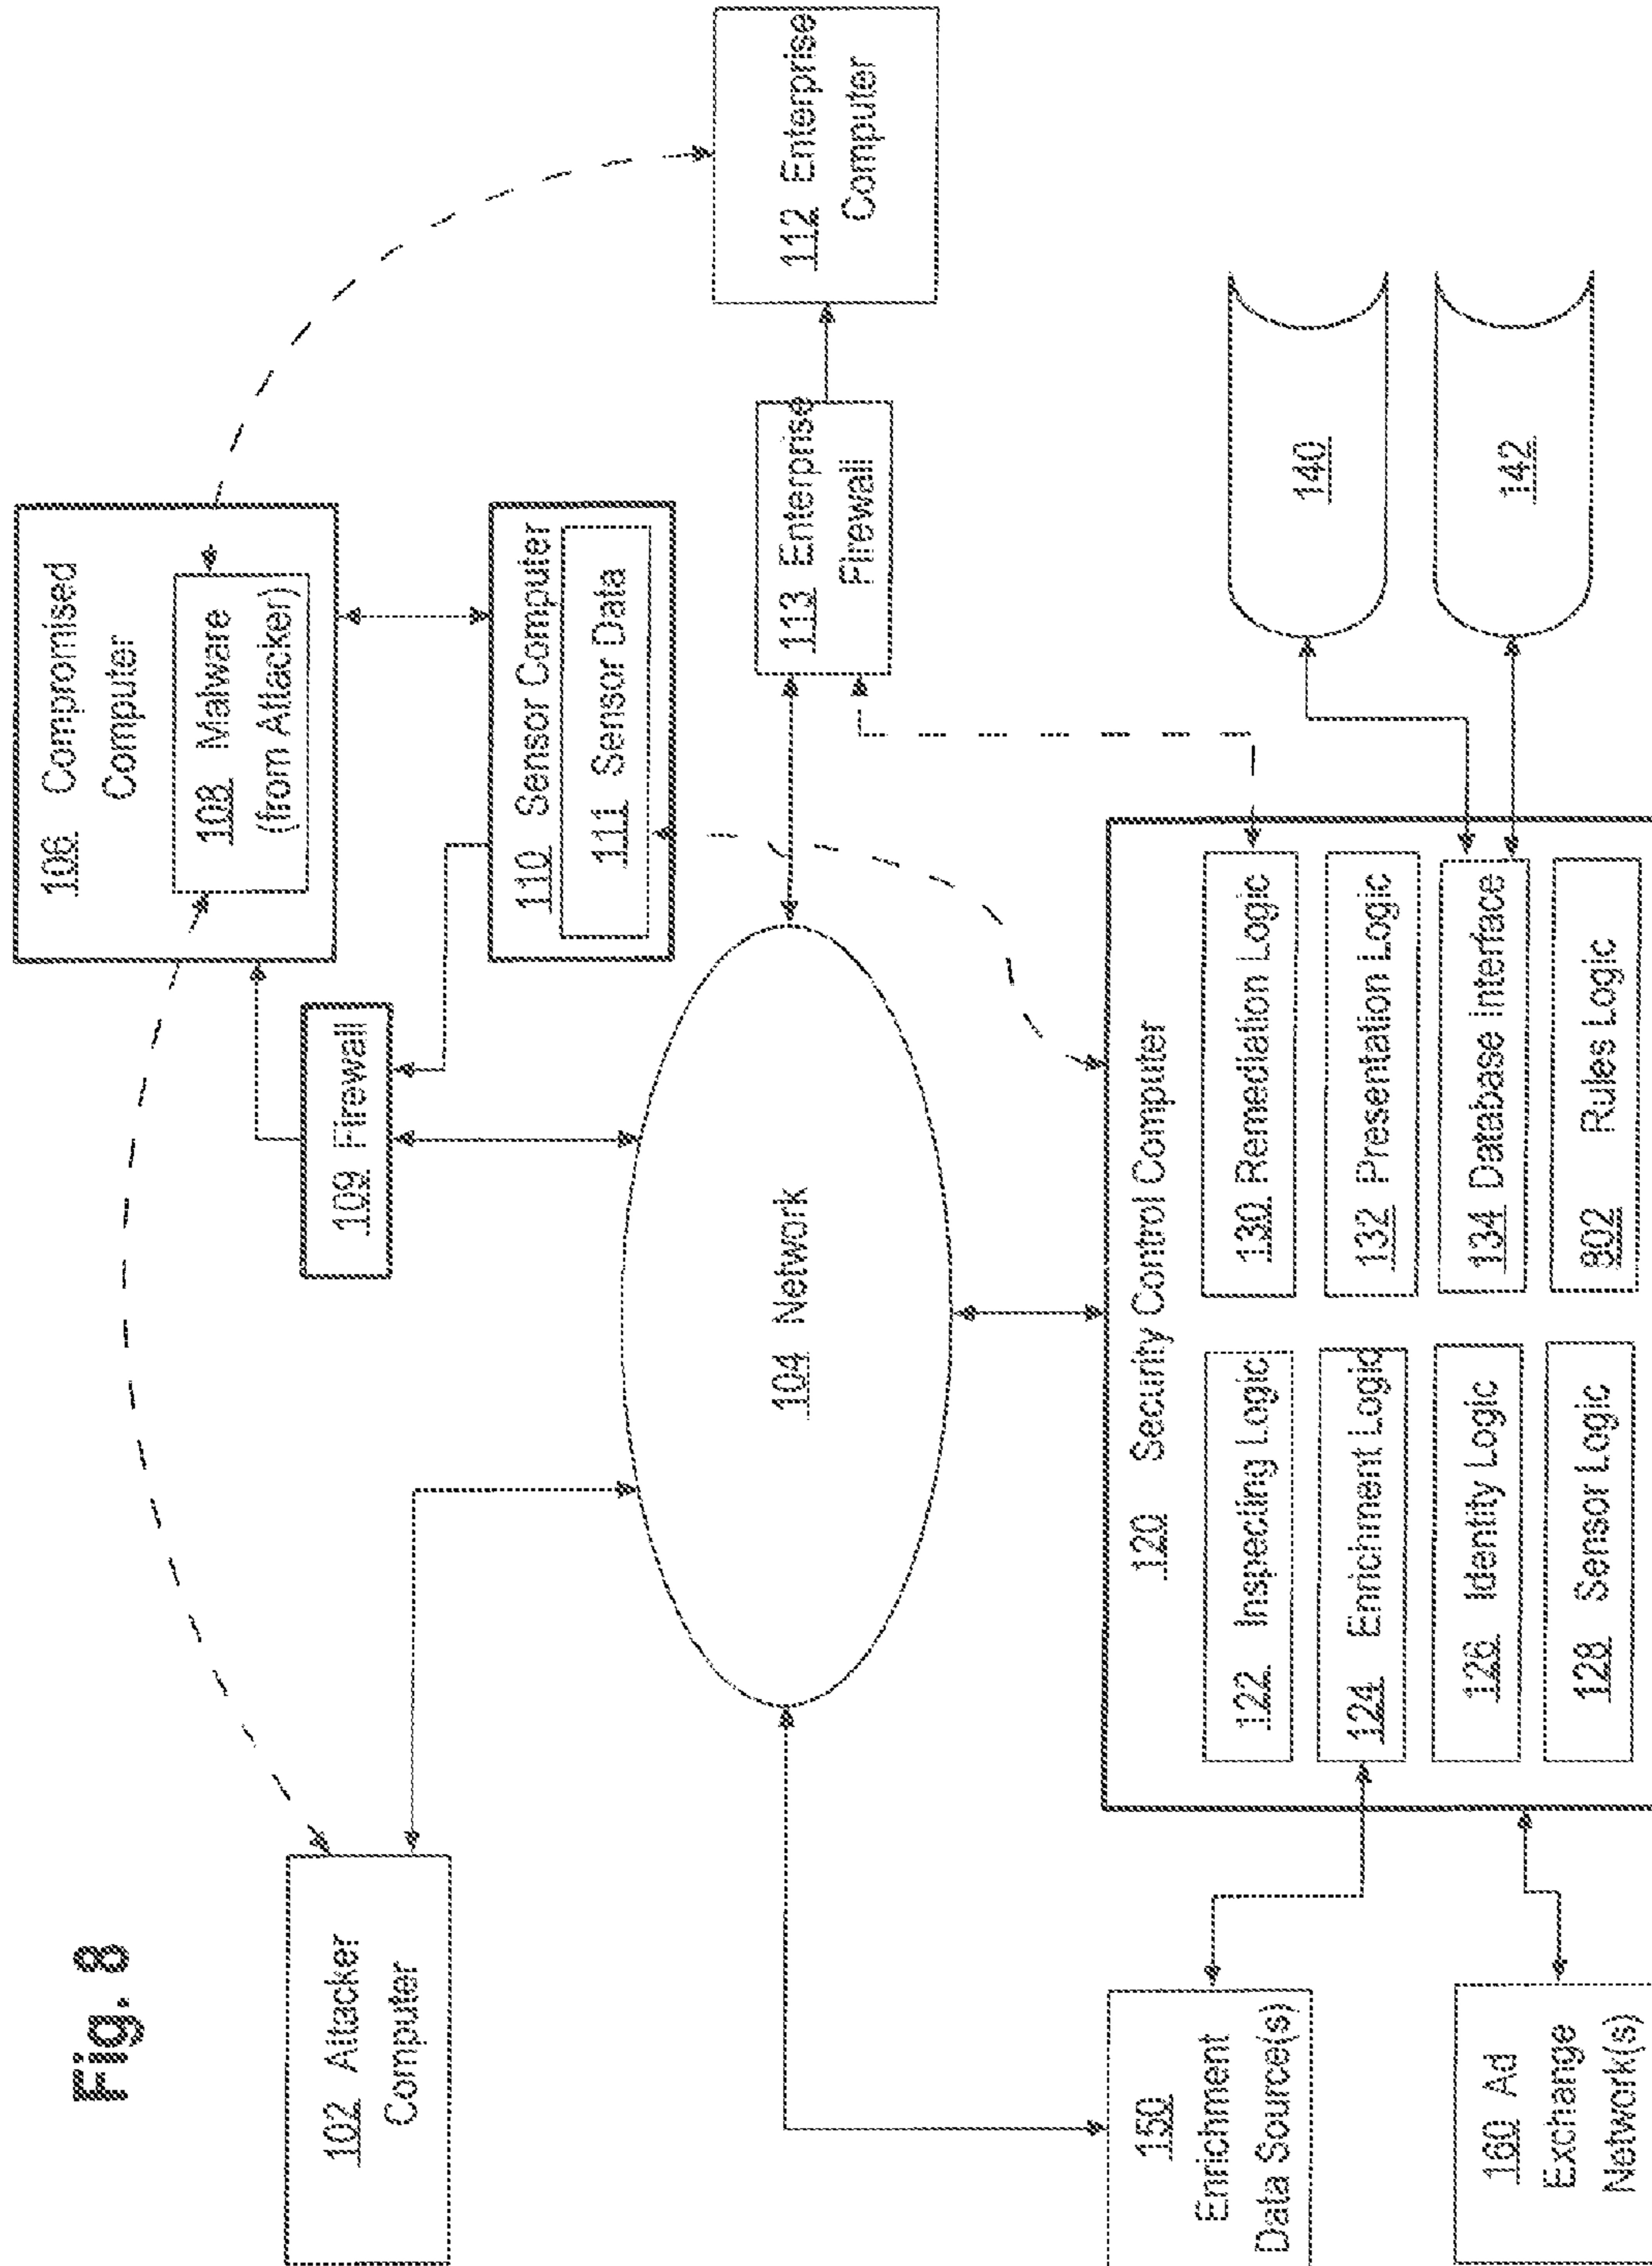 Fig. 8
102 Attacker
Computer
106 Compromised
Computer
108 Malware
(from Attacker)
109 Firewall
110 Sensor Computer
111 Sensor Data
104 Network
113 Enterprise
Firewall
112 Enterprise
Computer
150
Enrichment
Data Source(s)
160 Ad
Exchange
Network(s)
120 Security Control Computer
122 Inspecting Logic
124 Enrichment Logic
126 Identity Logic
128 Sensor Logic
130 Remediation Logic
132 Presentation Logic
134 Database Interface
802 Rules Logic
140
142